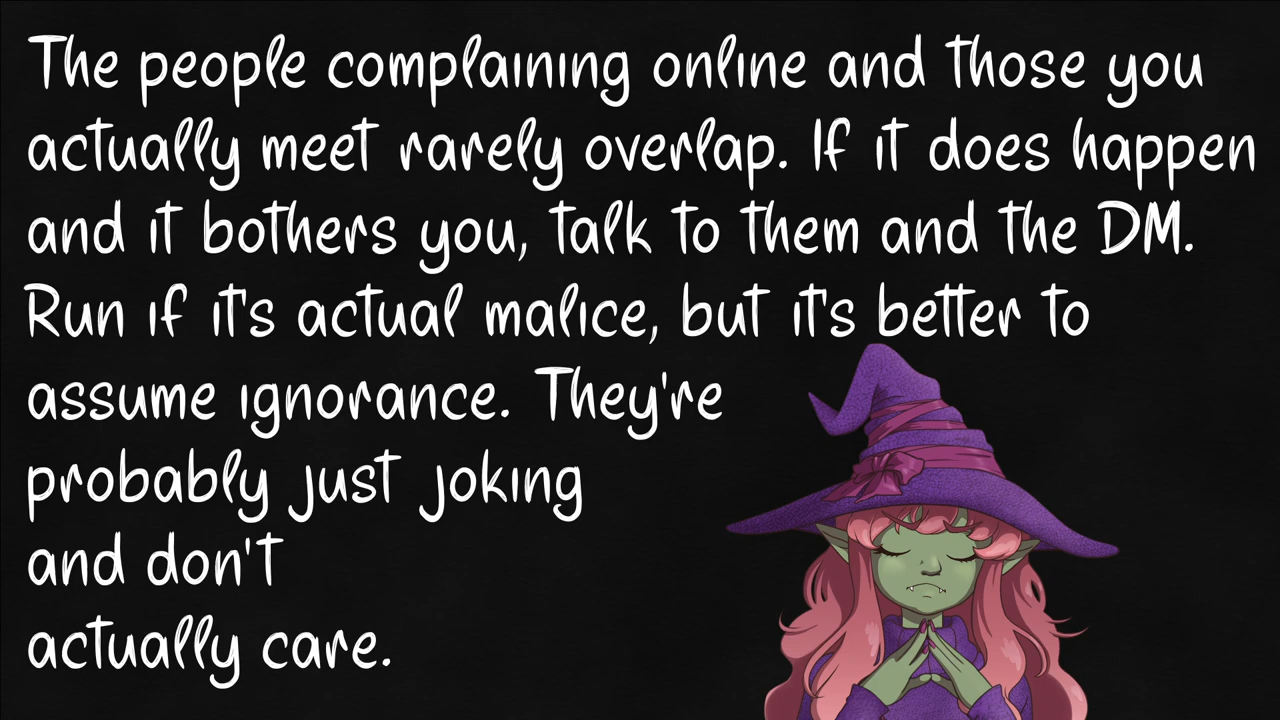 The people complaining online and those you
actually meet rarely overlap. If it does happen
and it bothers you, talk to them and the DM.
Run if it's actual malice, but it's better to
assume ignorance. They're
probably just joking
and don't
actually care.